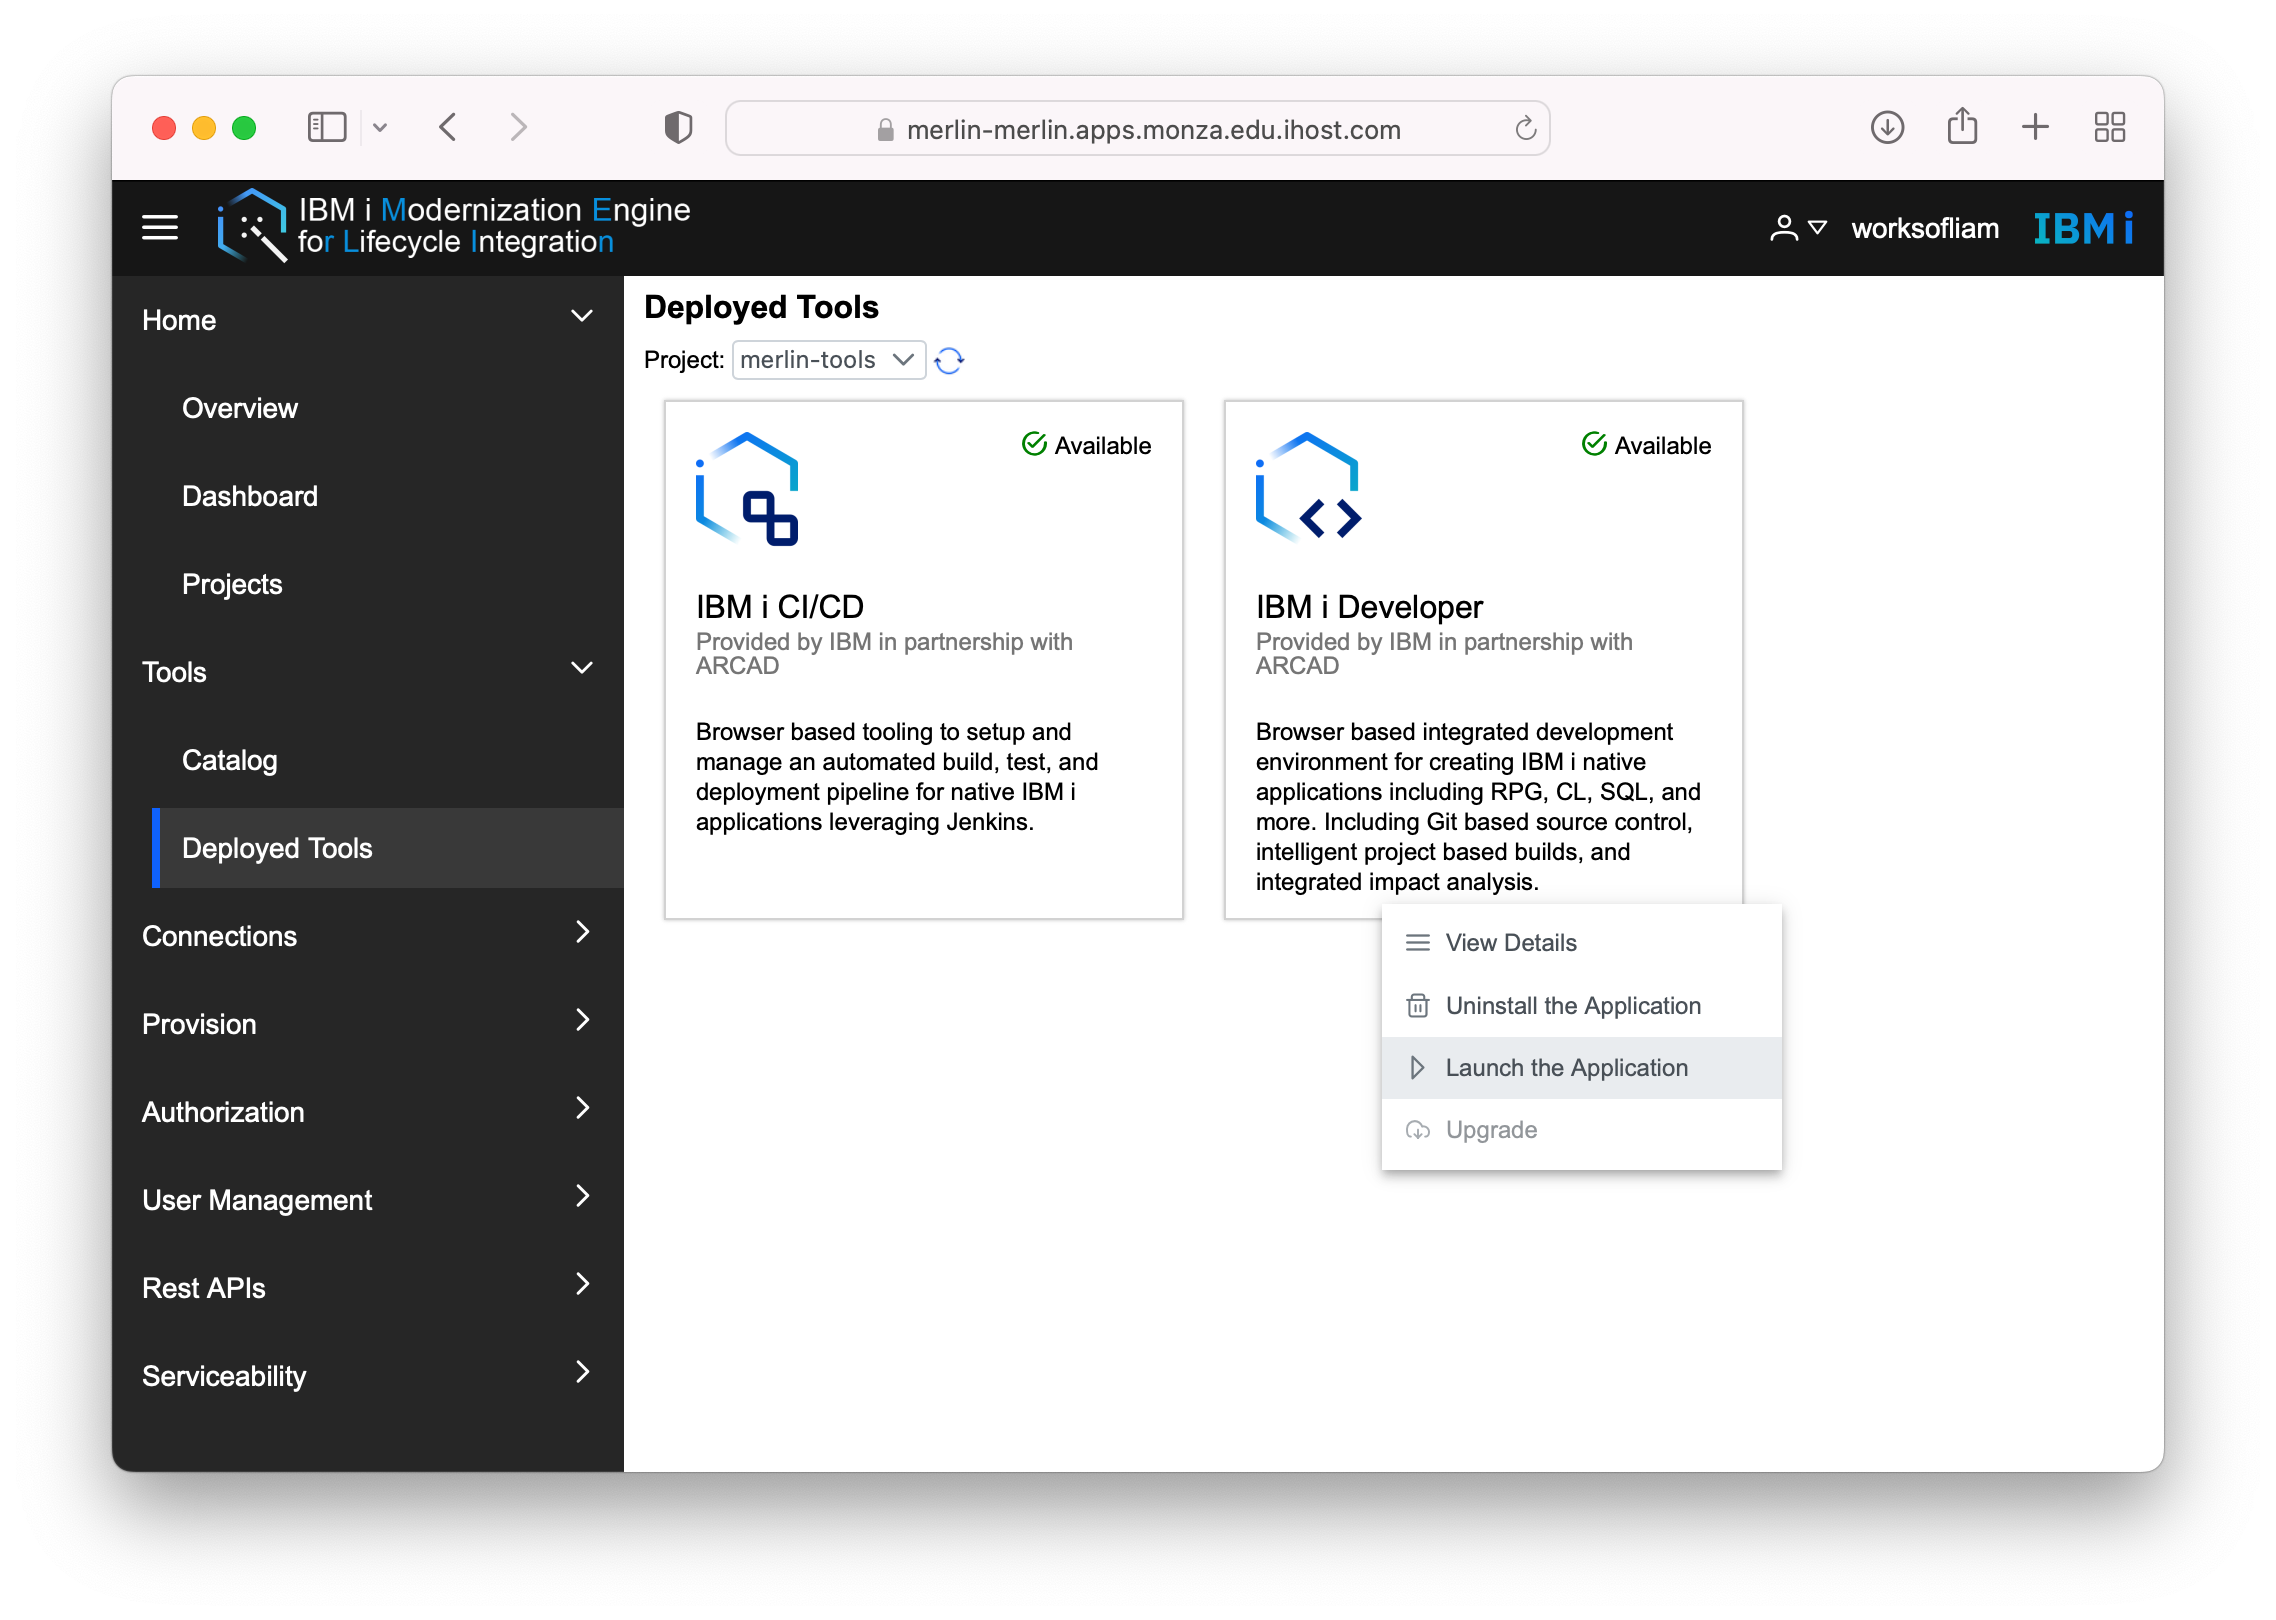 merlin-merlin.apps.monza.edu.ihost.com
IBM i Modernization Engine
for Lifecycle Integration
worksofliam
IBM i
Home
Overview
Dashboard
Projects
Tools
Catalog
Deployed Tools
Connections
Provision
Authorization
User Management
Rest APIs
Serviceability
Deployed Tools
Project: merlin-tools
Available
IBM i CI/CD
Provided by IBM in partnership with
ARCAD
Browser based tooling to setup and
manage an automated build, test, and
deployment pipeline for native IBM i
applications leveraging Jenkins.
Available
IBM i Developer
Provided by IBM in partnership with
ARCAD
Browser based integrated development
environment for creating IBM i native
applications including RPG, CL, SQL, and
more. Including Git based source control,
intelligent project based builds, and
integrated impact analysis.
View Details
Uninstall the Application
Launch the Application
Upgrade